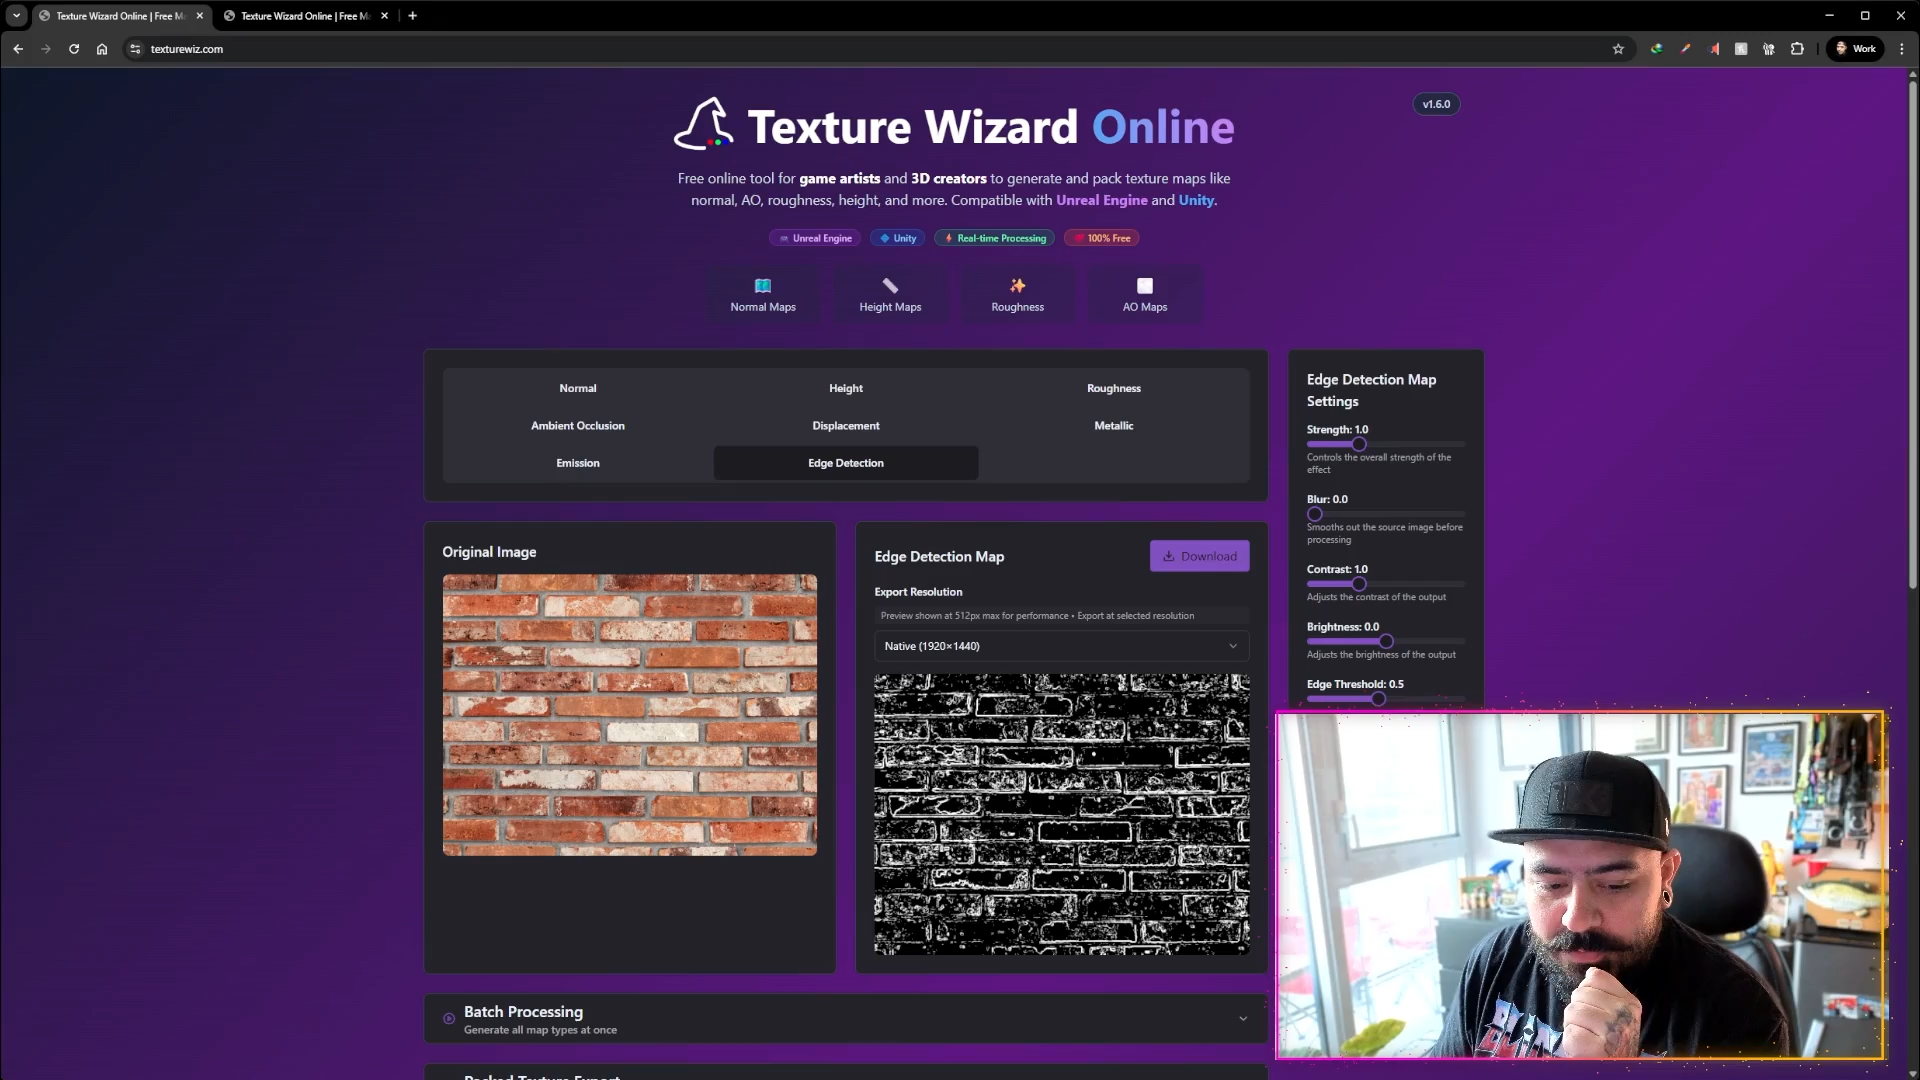 Texture Wizard Online | Free M
Texture Wizard Online | Free M
texturewiz.com
Work
Texture Wizard Online
v1.6.0
Free online tool for game artists and 3D creators to generate and pack texture maps like
normal, AO, roughness, height, and more. Compatible with Unreal Engine and Unity.
Unreal Engine
Unity
Real-time Processing
100% Free
Normal Maps
Height Maps
Roughness
AO Maps
Normal
Height
Roughness
Ambient Occlusion
Displacement
Metallic
Emission
Edge Detection
Edge Detection Map
Settings
Strength: 1.0
Controls the overall strength of the
effect
Blur: 0.0
Smooths out the source image before
processing
Contrast: 1.0
Adjusts the contrast of the output
Brightness: 0.0
Adjusts the brightness of the output
Edge Threshold: 0.5
Original Image
Edge Detection Map
Download
Export Resolution
Preview shown at 512px max for performance • Export at selected resolution
Native (1920×1440)
Batch Processing
Generate all map types at once
Packed Texture Export